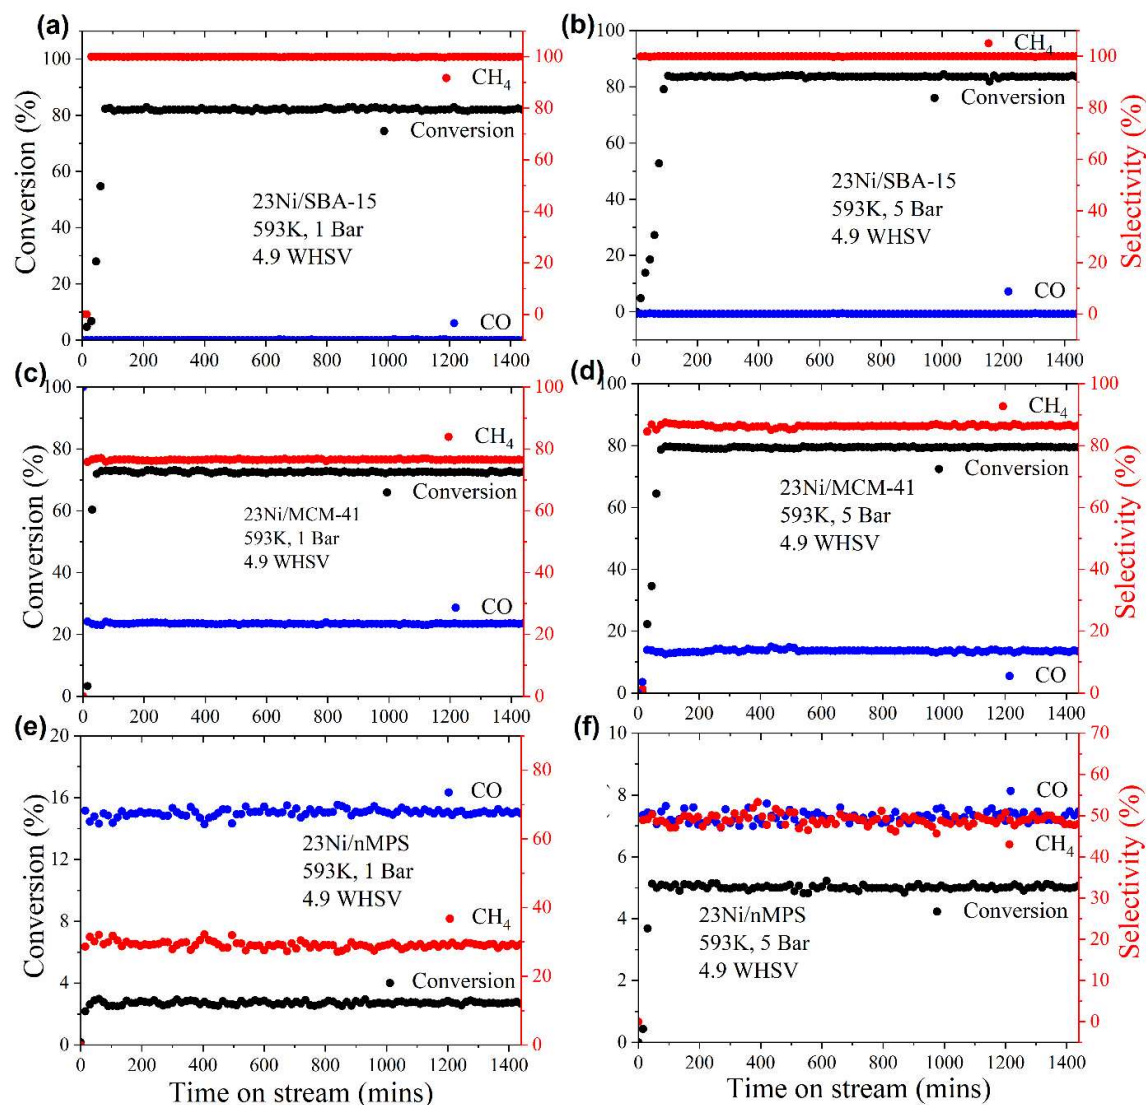 (a)
(b)
100
80
60
40
20
0
Conversion (%)
100
80
60
40
20
0
CH4
Conversion
23Ni/SBA-15
593K, 1 Bar
4.9 WHSV
CO
0 200 400 600 800 1000 1200 1400
100
80
60
40
20
0
100
80
60
40
20
0
Selectivity (%)
CH4
Conversion
23Ni/SBA-15
593K, 5 Bar
4.9 WHSV
CO
0 200 400 600 800 1000 1200 1400
(c)
(d)
100
80
60
40
20
0
Conversion (%)
100
80
60
40
20
0
CH4
Conversion
23Ni/MCM-41
593K, 1 Bar
4.9 WHSV
CO
0 200 400 600 800 1000 1200 1400
100
80
60
40
20
0
100
80
60
40
20
0
Selectivity (%)
CH4
Conversion
23Ni/MCM-41
593K, 5 Bar
4.9 WHSV
CO
0 200 400 600 800 1000 1200 1400
(e)
(f)
20
16
12
8
4
0
Conversion (%)
80
60
40
20
0
CO
23Ni/nMPS
593K, 1 Bar
4.9 WHSV
CH4
Conversion
0 200 400 600 800 1000 1200 1400
Time on stream (mins)
10
8
6
4
2
0
70
60
50
40
30
20
10
0
Selectivity (%)
CO
CH4
Conversion
23Ni/nMPS
593K, 5 Bar
4.9 WHSV
0 200 400 600 800 1000 1200 1400
Time on stream (mins)